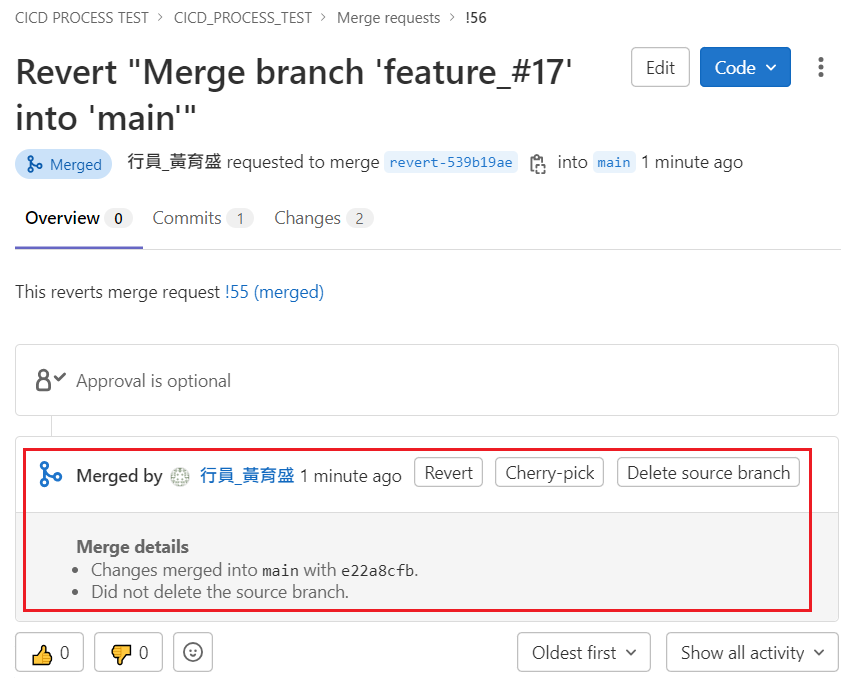 CICD PROCESS TEST > CICD_PROCESS_TEST > Merge requests > !56
Revert "Merge branch 'feature_#17'
into 'main'"
Edit
Code
Merged 行員_黃育盛 requested to merge revert-539b19ae into main 1 minute ago
Overview 0 Commits 1 Changes 2
This reverts merge request !55 (merged)
Approval is optional
Merged by 行員_黃育盛 1 minute ago Revert Cherry-pick Delete source branch
Merge details
• Changes merged into main with e22a8cfb.
• Did not delete the source branch.
0 0 Oldest first Show all activity